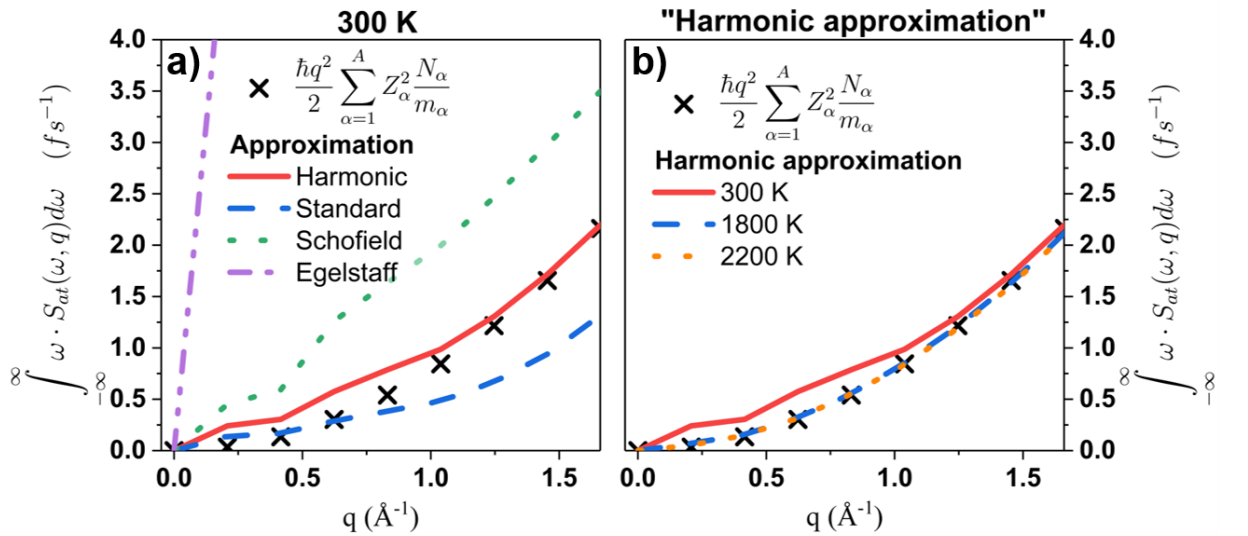 300 K
a)
ħq² / 2 ∑_{α=1}^{A} Z_α² N_α / m_α
Approximation
Harmonic
Standard
Schofield
Egelstaff
4.0
3.5
3.0
2.5
2.0
1.5
1.0
0.5
0.0
0.0 0.5 1.0 1.5
q (Å⁻¹)
∫_{-∞}^{∞} ω · S_{at}(ω, q)dω (fs⁻¹)
"Harmonic approximation"
b)
ħq² / 2 ∑_{α=1}^{A} Z_α² N_α / m_α
Harmonic approximation
300 K
1800 K
2200 K
4.0
3.5
3.0
2.5
2.0
1.5
1.0
0.5
0.0
0.0 0.5 1.0 1.5
q (Å⁻¹)
∫_{-∞}^{∞} ω · S_{at}(ω, q)dω (fs⁻¹)